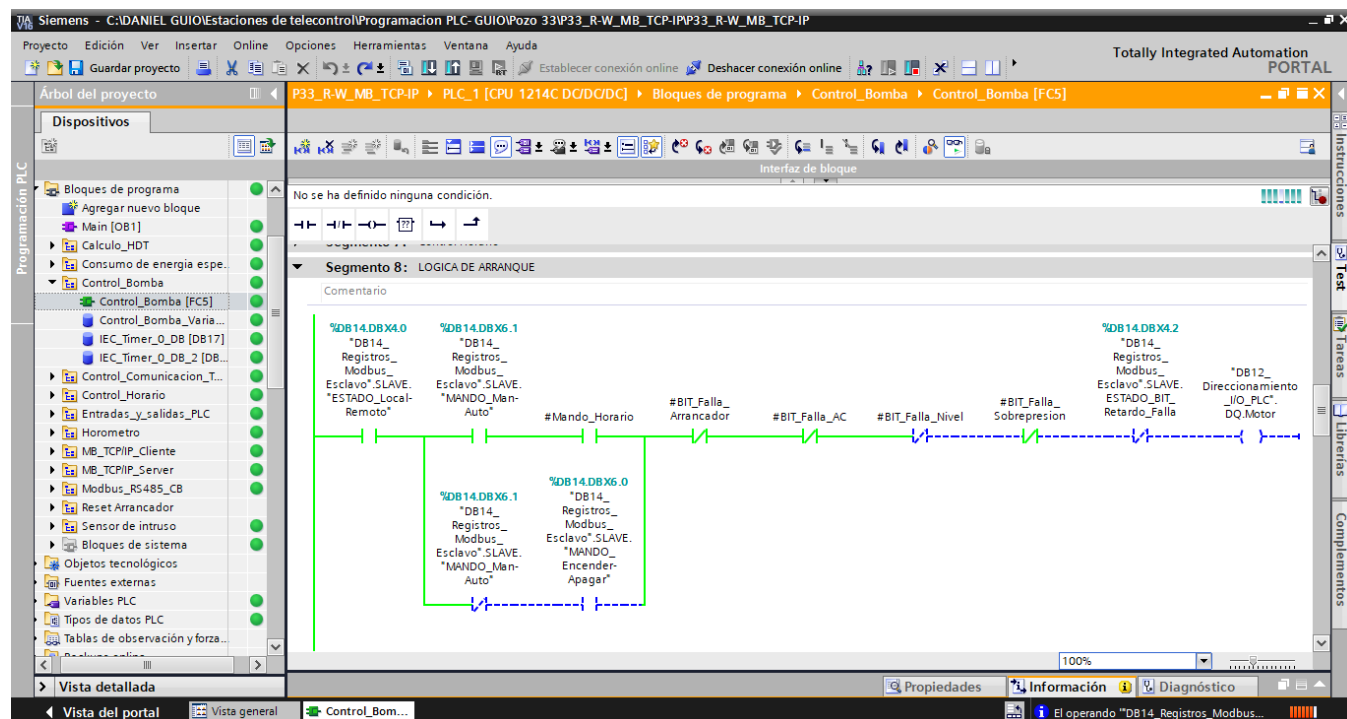 Siemens - C:\DANIEL GUIO\Estaciones de telecontrol\Programacion PLC- GUIO\Pozo 33\P33_R-W_MB_TCP-IP\P33_R-W_MB_TCP-IP
Proyecto Edición Ver Insertar Online Opciones Herramientas Ventana Ayuda
Totally Integrated Automation
PORTAL
Guardar proyecto
Establecer conexión online
Deshacer conexión online
Árbol del proyecto
P33_R-W_MB_TCP-IP PLC_1 [CPU 1214C DC/DC/DC] Bloques de programa Control_Bomba Control_Bomba [FC5]
Dispositivos
Interfaz de bloque
Programación PLC
Bloques de programa
Agregar nuevo bloque
Main [OB1]
Calculo_HDT
Consumo de energia espe..
Control_Bomba
Control_Bomba [FC5]
Control_Bomba_Varia...
IEC_Timer_0_DB [DB17]
IEC_Timer_0_DB_2 [DB...
Control_Comunicacion_T...
Control_Horario
Entradas_y_salidas_PLC
Horometro
MB_TCP/IP_Cliente
MB_TCP/IP_Server
Modbus_RS485_CB
Reset Arrancador
Sensor de intruso
Bloques de sistema
Objetos tecnológicos
Fuentes externas
Variables PLC
Tipos de datos PLC
Tablas de observación y forza..
No se ha definido ninguna condición.
??
Segmento 8: LOGICA DE ARRANQUE
Comentario
%DB14.DBX4.0
"DB14_
Registros_
Modbus_
Esclavo".SLAVE.
"ESTADO_Local-
Remoto"
%DB14.DBX6.1
"DB14_
Registros_
Modbus_
Esclavo".SLAVE.
"MANDO_Man-
Auto"
#Mando_Horario
#BIT_Falla_
Arrancador
#BIT_Falla_AC
#BIT_Falla_Nivel
#BIT_Falla_
Sobrepresion
%DB14.DBX4.2
"DB14_
Registros_
Modbus_
Esclavo".SLAVE.
ESTADO_BIT_
Retardo_Falla
"DB12_
Direccionamiento
_I/O_PLC".
DQ.Motor
%DB14.DBX6.1
"DB14_
Registros_
Modbus_
Esclavo".SLAVE.
"MANDO_Man-
Auto"
%DB14.DBX6.0
"DB14_
Registros_
Modbus_
Esclavo".SLAVE.
"MANDO_
Encender-
Apagar"
100%
Instrucciones
Test
Tareas
Librerías
Complementos
Propiedades
Información
Diagnóstico
Vista detallada
Vista del portal
Vista general
Control_Bom...
El operando "DB14_Registros_Modbus...